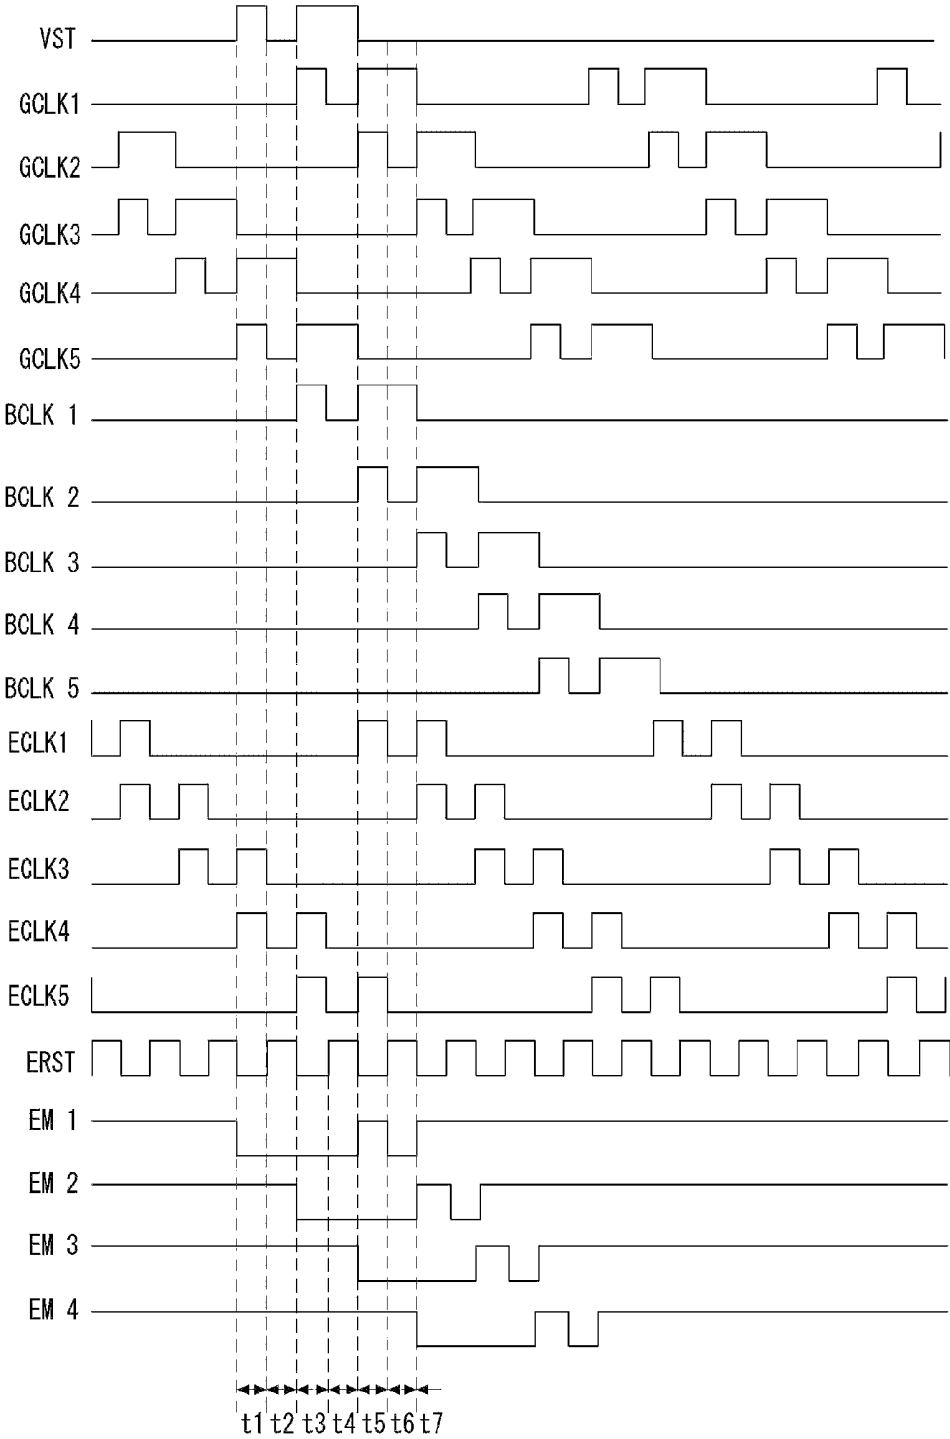 VST
GCLK1
GCLK2
GCLK3
GCLK4
GCLK5
BCLK 1
BCLK 2
BCLK 3
BCLK 4
BCLK 5
ECLK1
ECLK2
ECLK3
ECLK4
ECLK5
ERST
EM 1
EM 2
EM 3
EM 4
t1 t2 t3 t4 t5 t6 t7